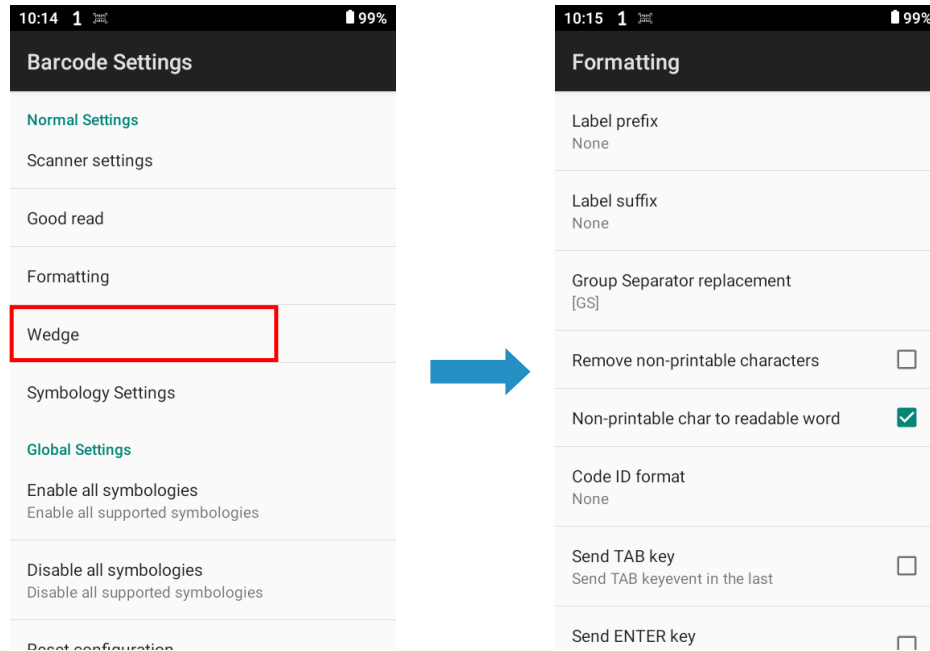 10:14 1 99%
Barcode Settings
Normal Settings
Scanner settings
Good read
Formatting
Wedge
Symbology Settings
Global Settings
Enable all symbologies
Enable all supported symbologies
Disable all symbologies
Disable all supported symbologies
Reset configuration
10:15 1 99%
Formatting
Label prefix
None
Label suffix
None
Group Separator replacement
[GS]
Remove non-printable characters
Non-printable char to readable word
Code ID format
None
Send TAB key
Send TAB keyevent in the last
Send ENTER key